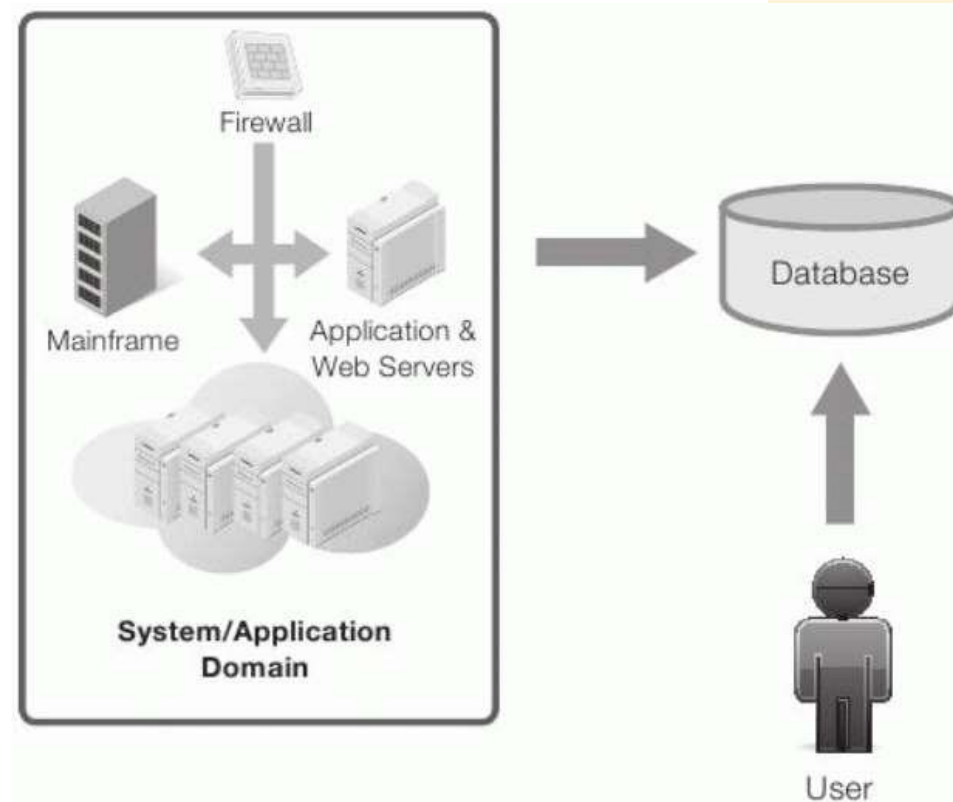 Firewall
Mainframe
Application &
Web Servers
System/Application
Domain
Database
User